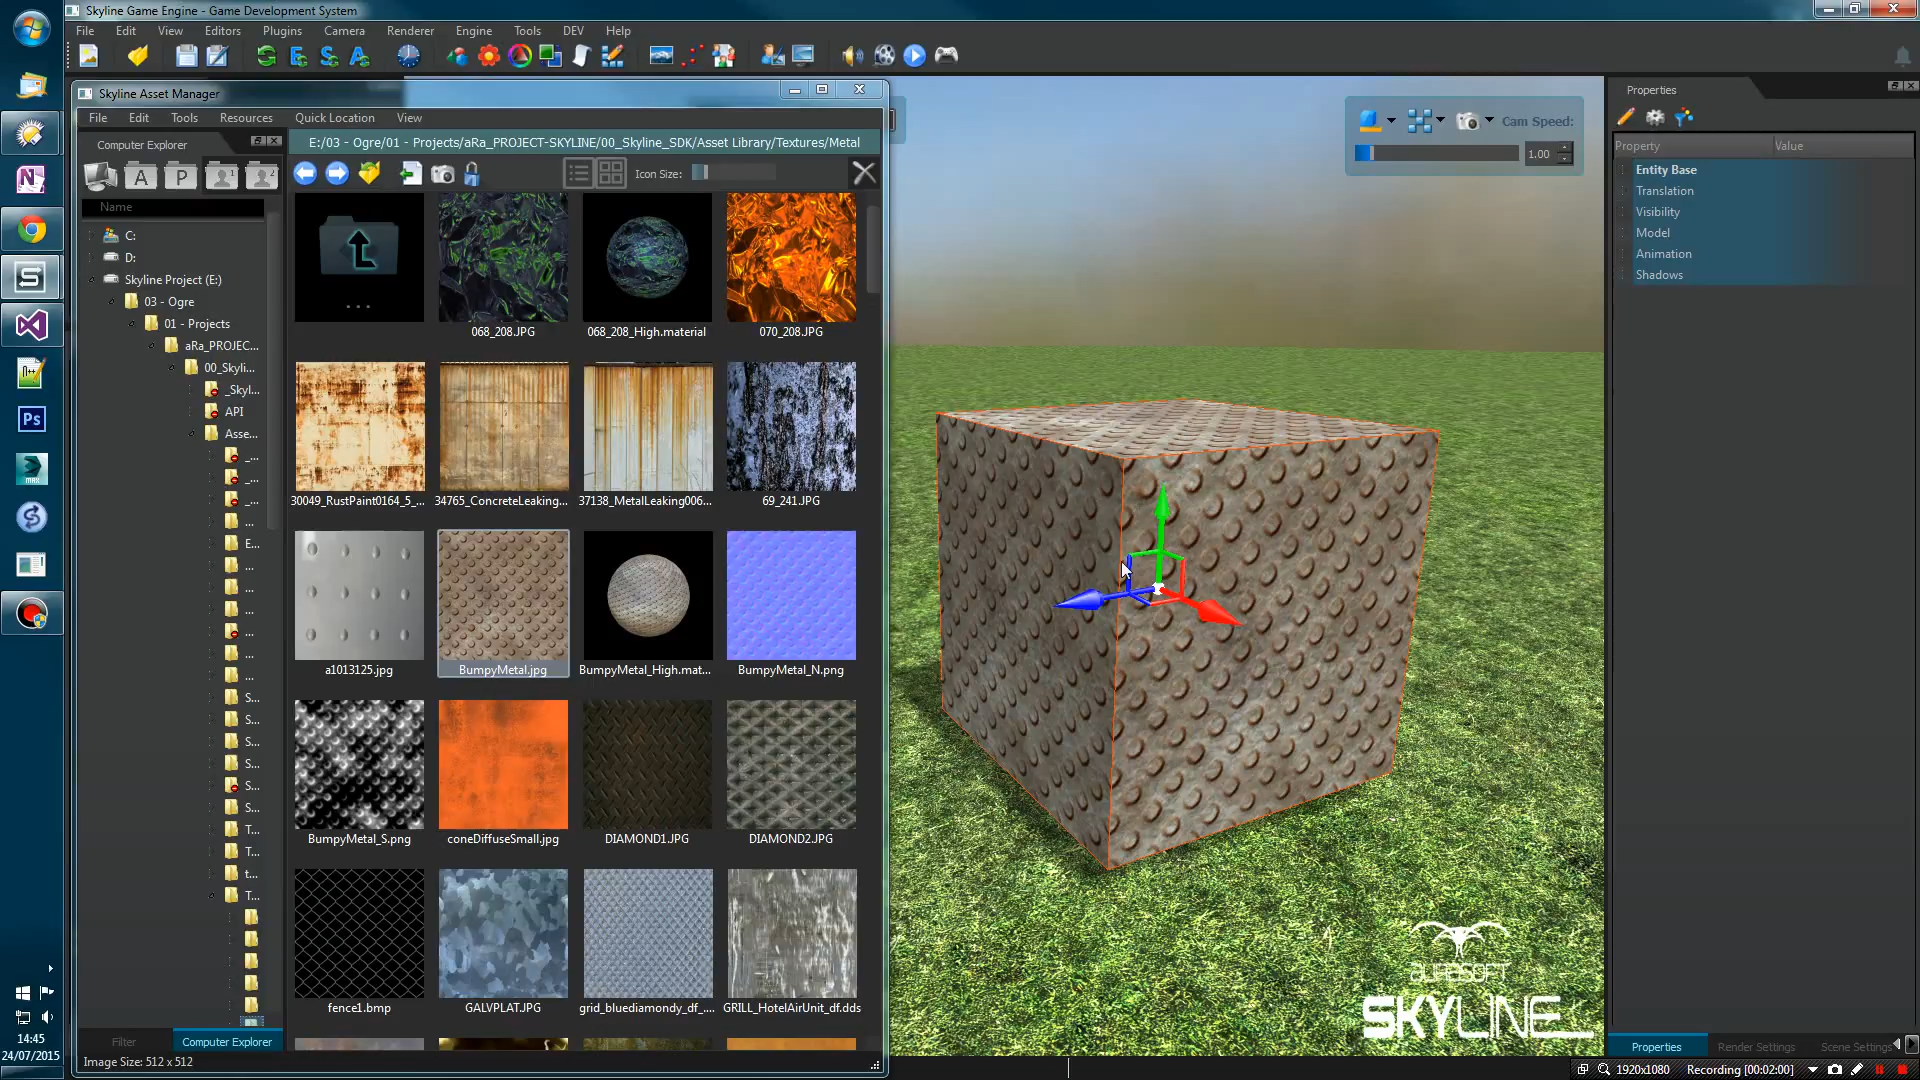 Skyline Game Engine - Game Development System
File Edit View Editors Plugins Camera Renderer Engine Tools DEV Help
Skyline Asset Manager
File Edit Tools Resources Quick Location View
Computer Explorer
E:/03 - Ogre/01 - Projects/aRa_PROJECT-SKYLINE/00_Skyline_SDK/Asset Library/Textures/Metal
A P
Icon Size:
Name
C:
D:
Skyline Project (E:)
03 - Ogre
01 - Projects
aRa_PROJEC...
00_Skyli...
_Skyl...
API
Asse...
_...
_...
_...
...
E...
...
...
...
...
...
...
S...
S...
S...
S...
S...
S...
T...
T...
t...
T...
...
068_208.JPG
068_208_High.material
070_208.JPG
30049_RustPaint0164_5_...
34765_ConcreteLeaking...
37138_MetalLeaking006...
69_241.JPG
a1013125.jpg
BumpyMetal.jpg
BumpyMetal_High.mat...
BumpyMetal_N.png
BumpyMetal_S.png
coneDiffuseSmall.jpg
DIAMOND1.JPG
DIAMOND2.JPG
fence1.bmp
GALVPLAT.JPG
grid_bluediamondy_df_....
GRILL_HotelAirUnit_df.dds
Filter
Computer Explorer
Image Size: 512 x 512
Cam Speed:
1.00
Properties
Property Value
Entity Base
Translation
Visibility
Model
Animation
Shadows
AURASOFT
SKYLINE
Properties Render Settings Scene Settings
1920x1080 Recording [00:02:00]
Ps
MAX
14:45
24/07/2015